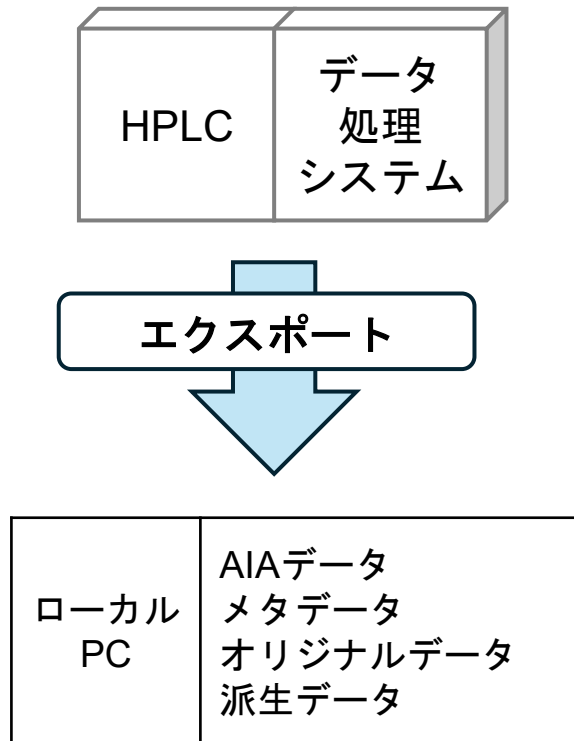 HPLC
データ
処理
システム
エクスポート
ローカル
PC
AIAデータ
メタデータ
オリジナルデータ
派生データ